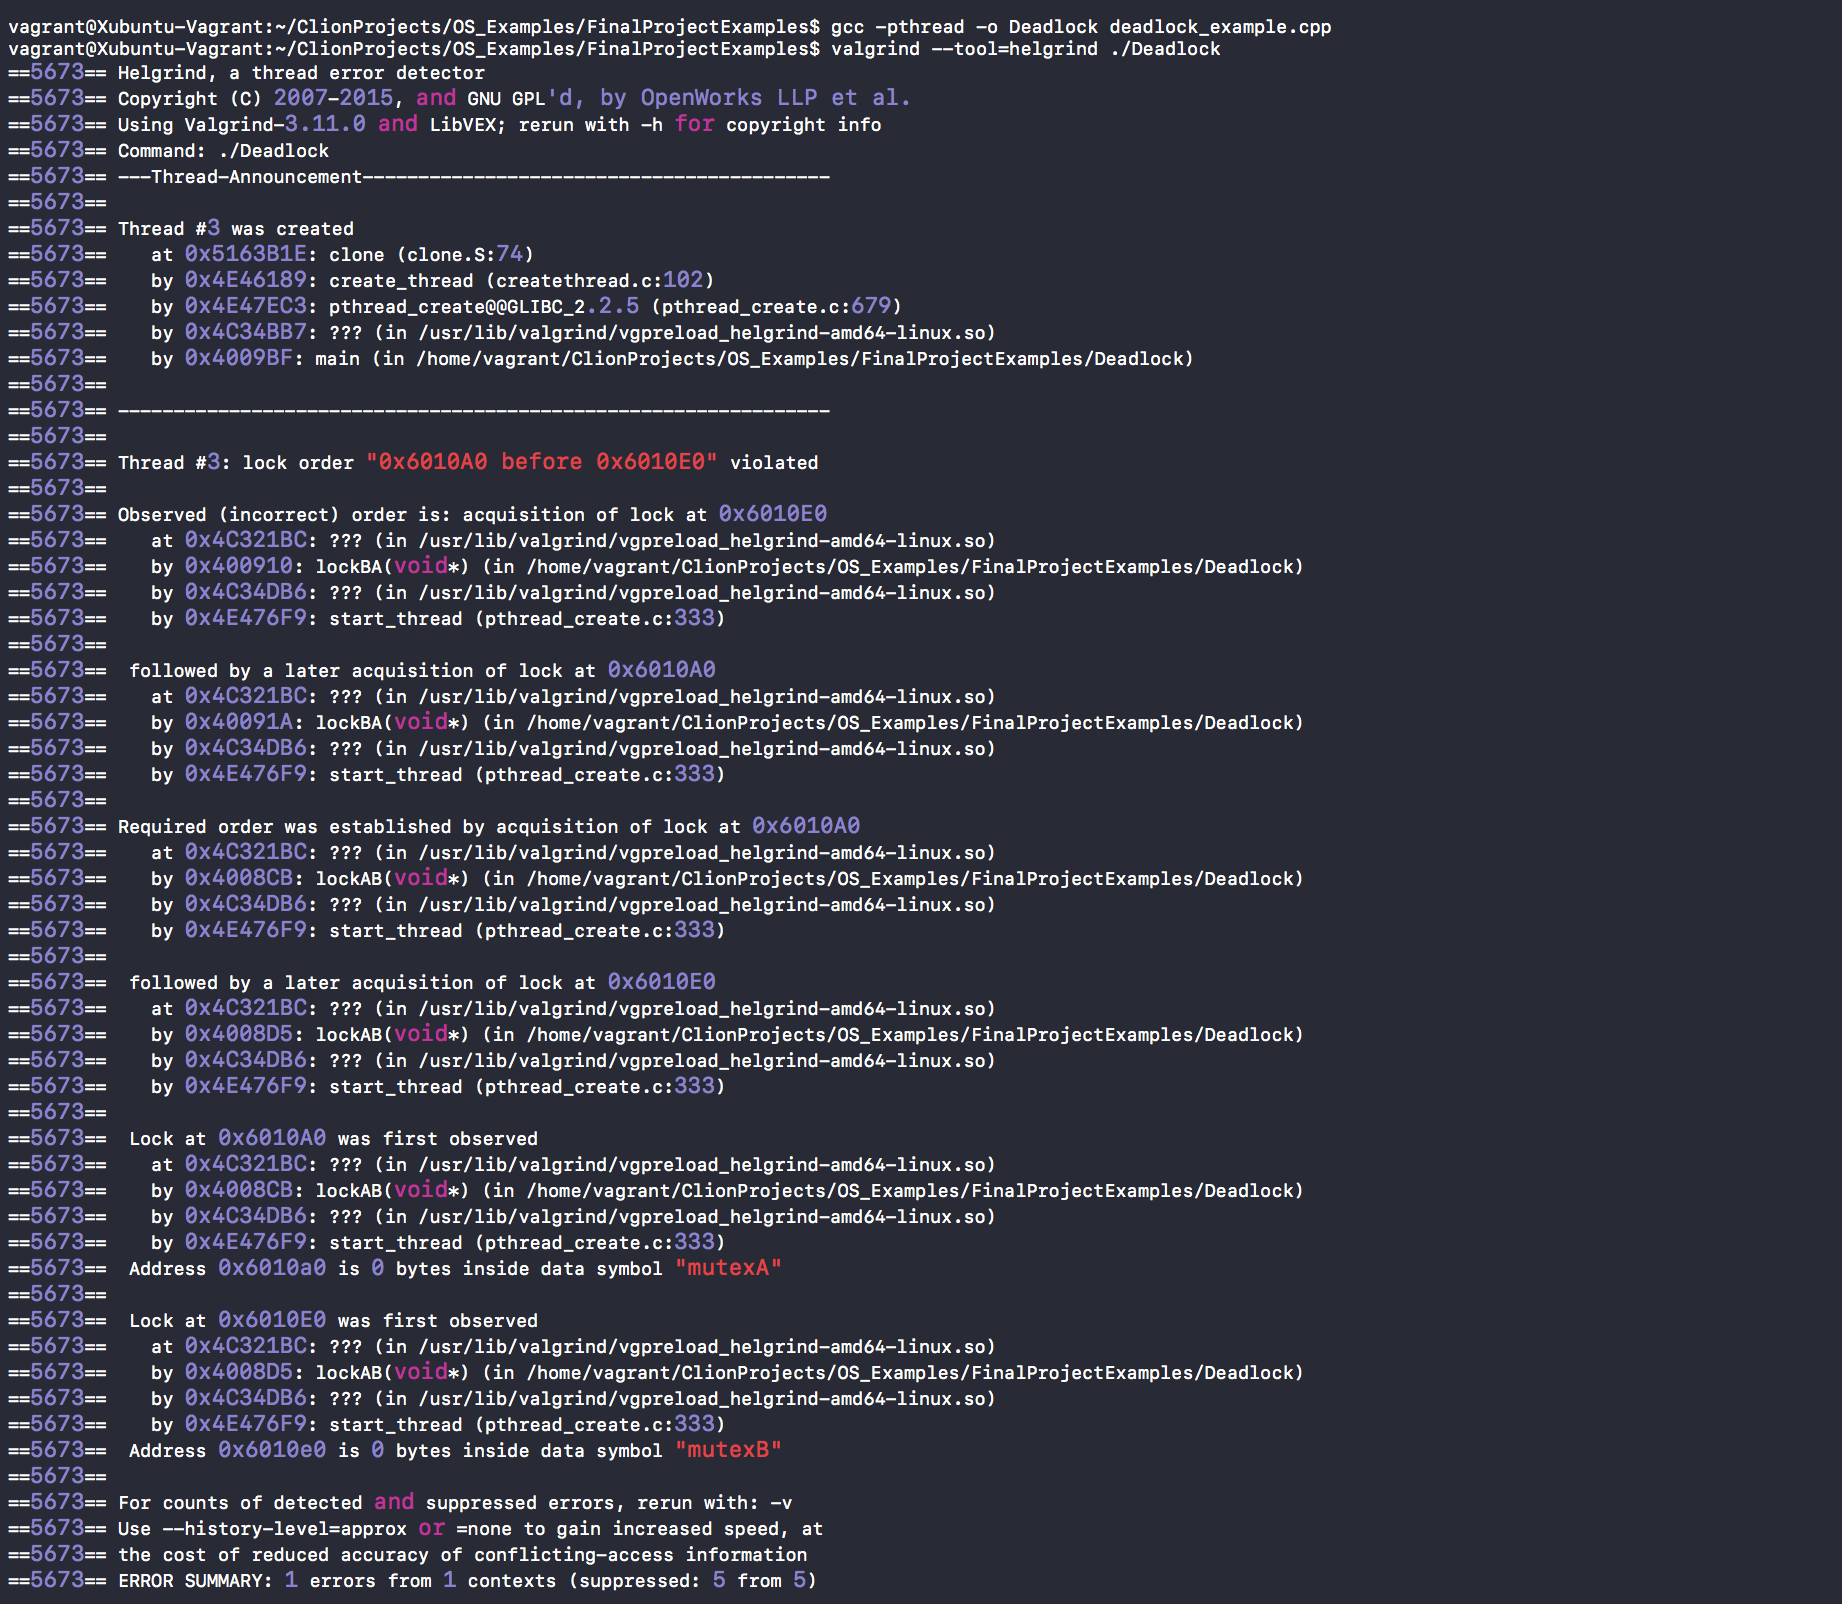 vagrant@Xubuntu-Vagrant:~/ClionProjects/OS_Examples/FinalProjectExamples$ gcc -pthread -o Deadlock deadlock_example.cpp
vagrant@Xubuntu-Vagrant:~/ClionProjects/OS_Examples/FinalProjectExamples$ valgrind --tool=helgrind ./Deadlock
==5673== Helgrind, a thread error detector
==5673== Copyright (C) 2007-2015, and GNU GPL'd, by OpenWorks LLP et al.
==5673== Using Valgrind-3.11.0 and LibVEX; rerun with -h for copyright info
==5673== Command: ./Deadlock
==5673== ---Thread-Announcement------------------------------------------
==5673==
==5673== Thread #3 was created
==5673==    at 0x5163B1E: clone (clone.S:74)
==5673==    by 0x4E46189: create_thread (createthread.c:102)
==5673==    by 0x4E47EC3: pthread_create@@GLIBC_2.2.5 (pthread_create.c:679)
==5673==    by 0x4C34BB7: ??? (in /usr/lib/valgrind/vgpreload_helgrind-amd64-linux.so)
==5673==    by 0x4009BF: main (in /home/vagrant/ClionProjects/OS_Examples/FinalProjectExamples/Deadlock)
==5673==
==5673== ----------------------------------------------------------------
==5673==
==5673== Thread #3: lock order "0x6010A0 before 0x6010E0" violated
==5673==
==5673== Observed (incorrect) order is: acquisition of lock at 0x6010E0
==5673==    at 0x4C321BC: ??? (in /usr/lib/valgrind/vgpreload_helgrind-amd64-linux.so)
==5673==    by 0x400910: lockBA(void*) (in /home/vagrant/ClionProjects/OS_Examples/FinalProjectExamples/Deadlock)
==5673==    by 0x4C34DB6: ??? (in /usr/lib/valgrind/vgpreload_helgrind-amd64-linux.so)
==5673==    by 0x4E476F9: start_thread (pthread_create.c:333)
==5673==
==5673==  followed by a later acquisition of lock at 0x6010A0
==5673==    at 0x4C321BC: ??? (in /usr/lib/valgrind/vgpreload_helgrind-amd64-linux.so)
==5673==    by 0x40091A: lockBA(void*) (in /home/vagrant/ClionProjects/OS_Examples/FinalProjectExamples/Deadlock)
==5673==    by 0x4C34DB6: ??? (in /usr/lib/valgrind/vgpreload_helgrind-amd64-linux.so)
==5673==    by 0x4E476F9: start_thread (pthread_create.c:333)
==5673==
==5673== Required order was established by acquisition of lock at 0x6010A0
==5673==    at 0x4C321BC: ??? (in /usr/lib/valgrind/vgpreload_helgrind-amd64-linux.so)
==5673==    by 0x4008CB: lockAB(void*) (in /home/vagrant/ClionProjects/OS_Examples/FinalProjectExamples/Deadlock)
==5673==    by 0x4C34DB6: ??? (in /usr/lib/valgrind/vgpreload_helgrind-amd64-linux.so)
==5673==    by 0x4E476F9: start_thread (pthread_create.c:333)
==5673==
==5673==  followed by a later acquisition of lock at 0x6010E0
==5673==    at 0x4C321BC: ??? (in /usr/lib/valgrind/vgpreload_helgrind-amd64-linux.so)
==5673==    by 0x4008D5: lockAB(void*) (in /home/vagrant/ClionProjects/OS_Examples/FinalProjectExamples/Deadlock)
==5673==    by 0x4C34DB6: ??? (in /usr/lib/valgrind/vgpreload_helgrind-amd64-linux.so)
==5673==    by 0x4E476F9: start_thread (pthread_create.c:333)
==5673==
==5673==  Lock at 0x6010A0 was first observed
==5673==    at 0x4C321BC: ??? (in /usr/lib/valgrind/vgpreload_helgrind-amd64-linux.so)
==5673==    by 0x4008CB: lockAB(void*) (in /home/vagrant/ClionProjects/OS_Examples/FinalProjectExamples/Deadlock)
==5673==    by 0x4C34DB6: ??? (in /usr/lib/valgrind/vgpreload_helgrind-amd64-linux.so)
==5673==    by 0x4E476F9: start_thread (pthread_create.c:333)
==5673==  Address 0x6010a0 is 0 bytes inside data symbol "mutexA"
==5673==
==5673==  Lock at 0x6010E0 was first observed
==5673==    at 0x4C321BC: ??? (in /usr/lib/valgrind/vgpreload_helgrind-amd64-linux.so)
==5673==    by 0x4008D5: lockAB(void*) (in /home/vagrant/ClionProjects/OS_Examples/FinalProjectExamples/Deadlock)
==5673==    by 0x4C34DB6: ??? (in /usr/lib/valgrind/vgpreload_helgrind-amd64-linux.so)
==5673==    by 0x4E476F9: start_thread (pthread_create.c:333)
==5673==  Address 0x6010e0 is 0 bytes inside data symbol "mutexB"
==5673==
==5673== For counts of detected and suppressed errors, rerun with: -v
==5673== Use --history-level=approx or =none to gain increased speed, at
==5673== the cost of reduced accuracy of conflicting-access information
==5673== ERROR SUMMARY: 1 errors from 1 contexts (suppressed: 5 from 5)